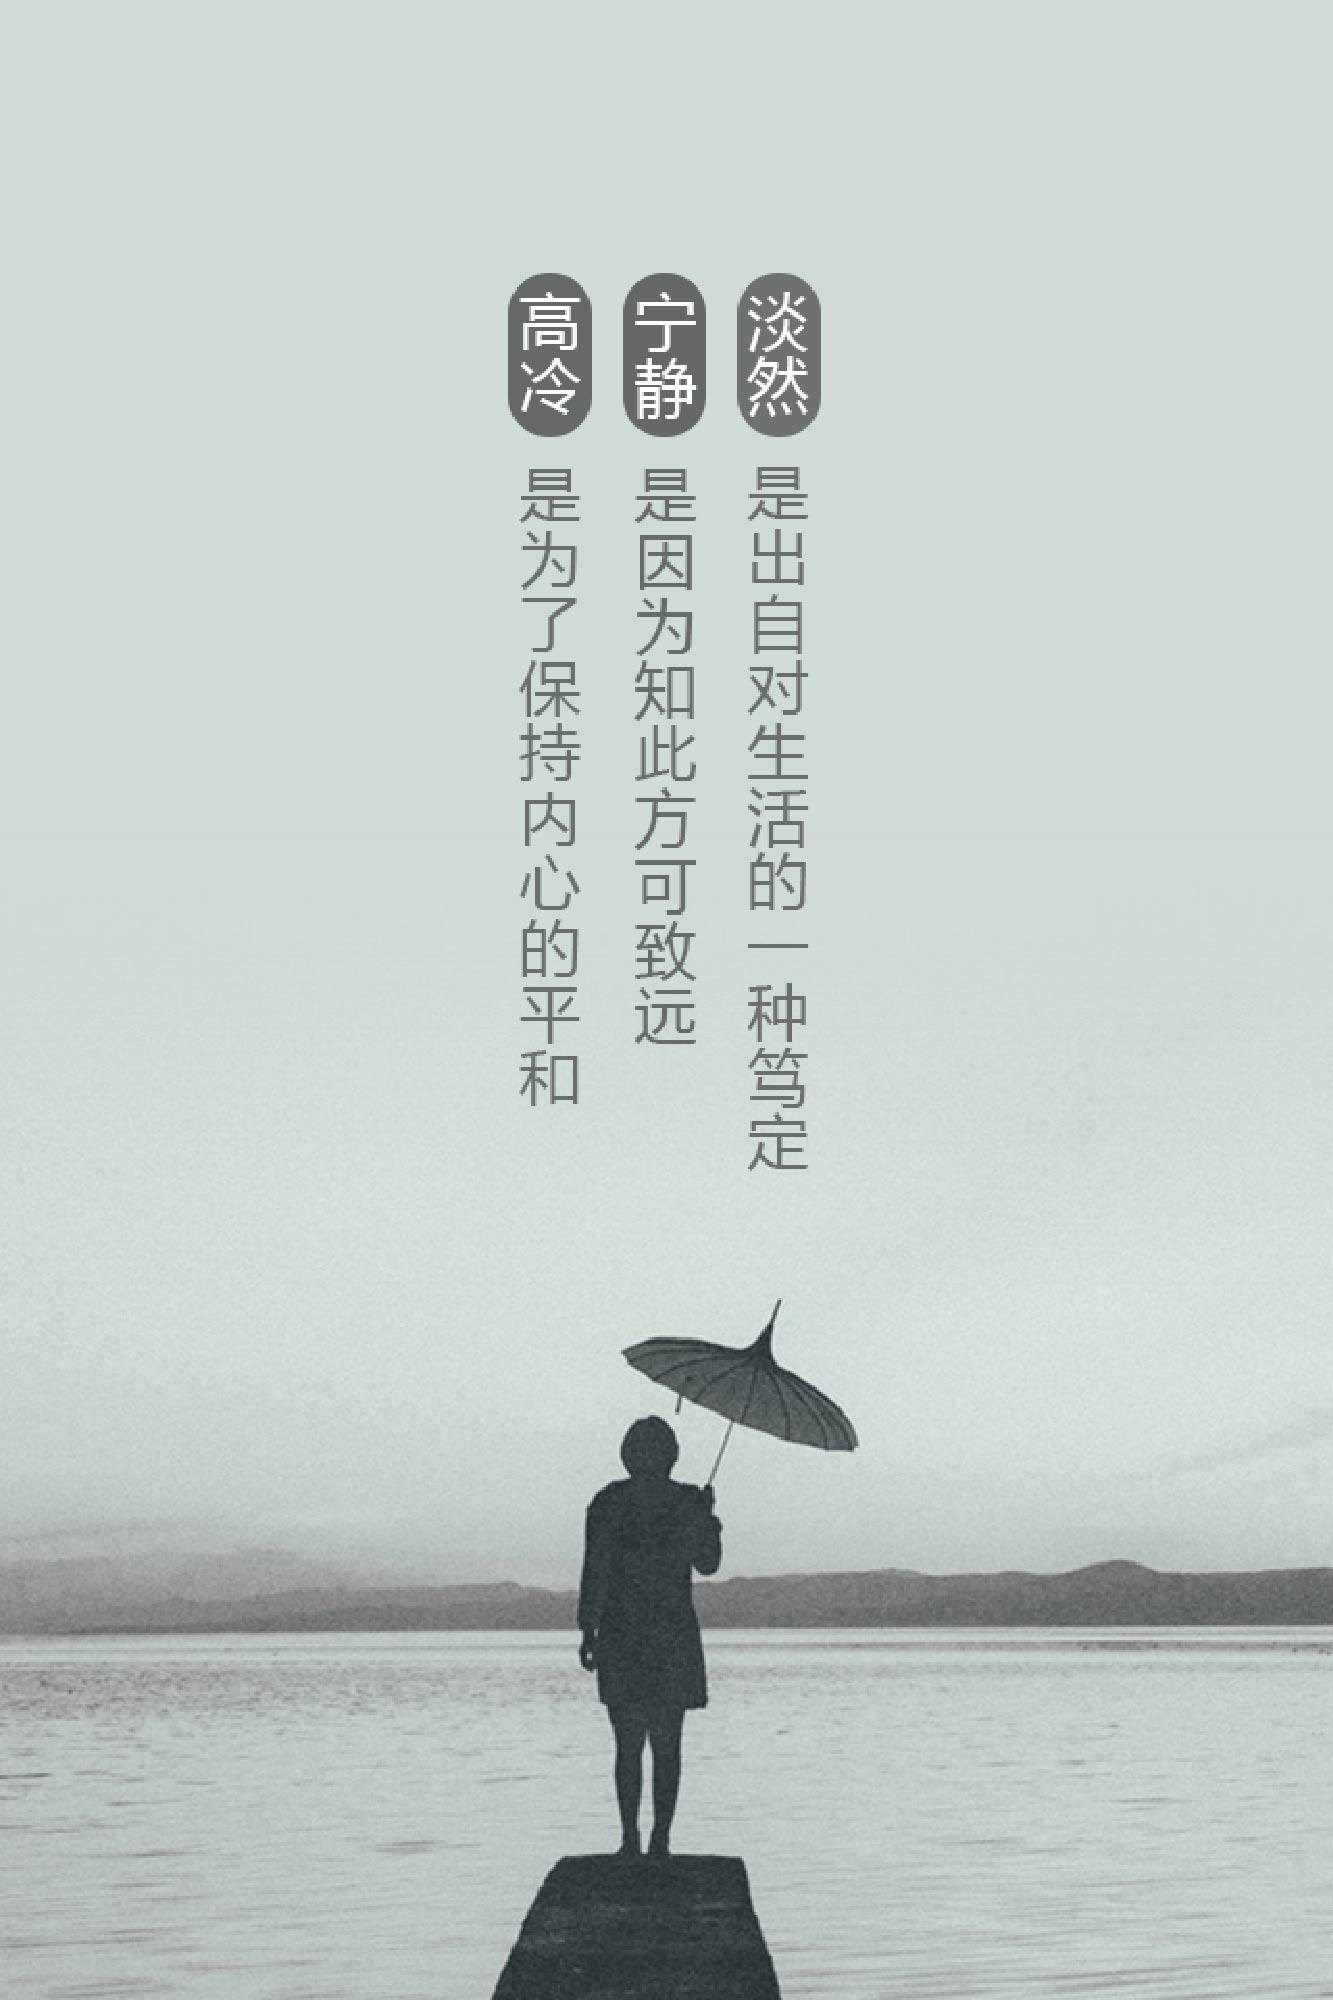 淡然是出自对生活的一种笃定
宁静是因为知此方可致远
高冷是为了保持内心的平和